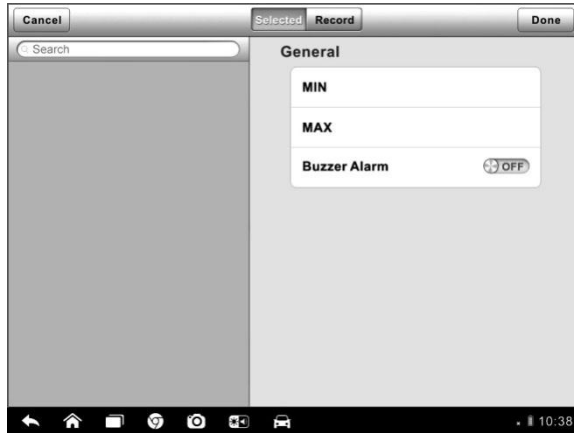 Cancel
Selected Record
Done
Search
General
MIN
MAX
Buzzer Alarm OFF
10:38